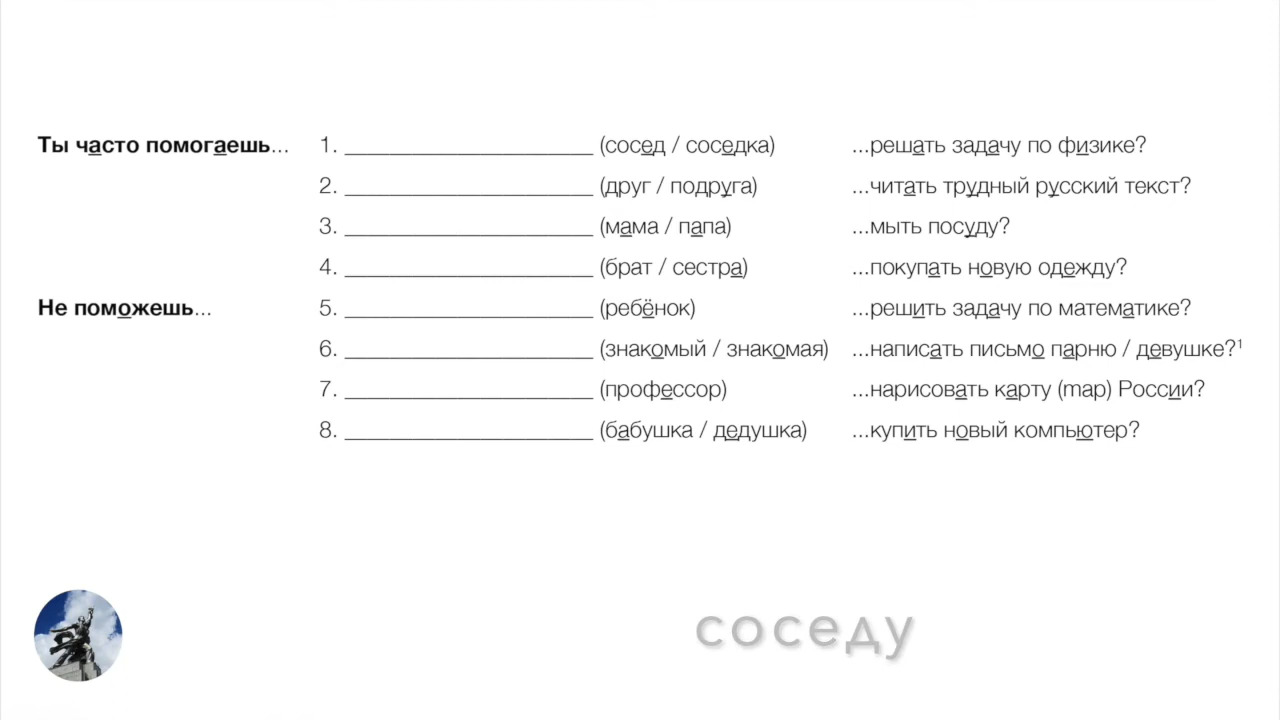 Ты часто помогаешь... 1. ____________________ (сосед / соседка) ...решать задачу по физике?
2. ____________________ (друг / подруга) ...читать трудный русский текст?
3. ____________________ (мама / папа) ...мыть посуду?
4. ____________________ (брат / сестра) ...покупать новую одежду?
Не поможешь... 5. ____________________ (ребёнок) ...решить задачу по математике?
6. ____________________ (знакомый / знакомая) ...написать письмо парню / девушке?¹
7. ____________________ (профессор) ...нарисовать карту (map) России?
8. ____________________ (бабушка / дедушка) ...купить новый компьютер?
соседу